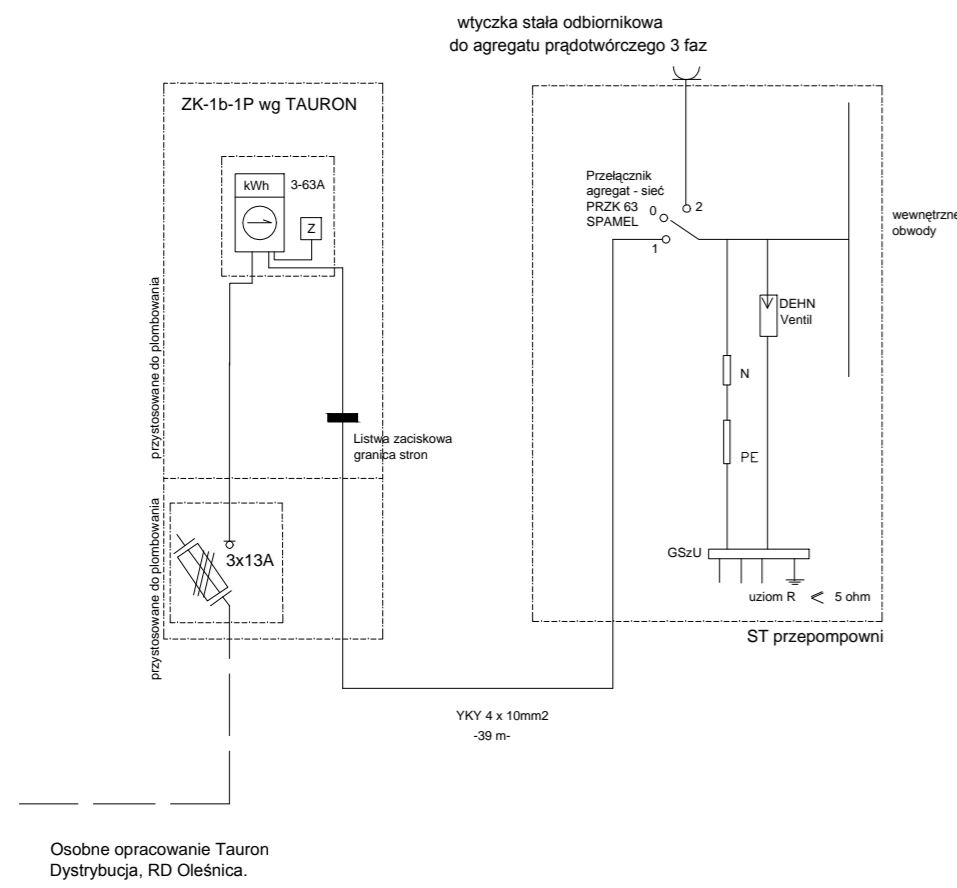 wtyczka stała odbiornikowa
do agregatu prądotwórczego 3 faz
ZK-1b-1P wg TAURON
kWh
3-63A
Z
przystosowane do plombowania
Listwa zaciskowa
granica stron
przystosowane do plombowania
3x13A
Przełącznik
agregat - sieć
PRZK 63
SPAMEL
0
2
1
wewnętrzne
obwody
DEHN
Ventil
N
PE
GSzU
uziom R < 5 ohm
ST przepompowni
YKY 4 x 10mm2
-39 m-
Osobne opracowanie Tauron
Dystrybucja, RD Oleśnica.